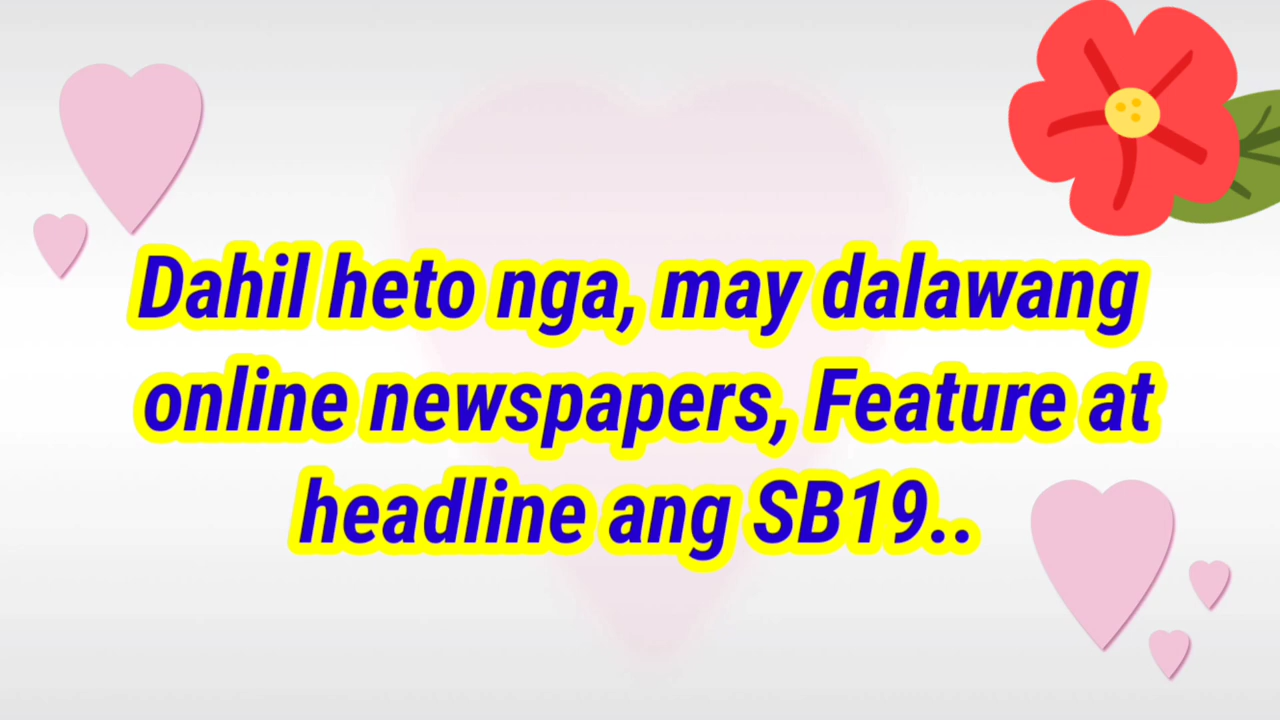 Dahil heto nga, may dalawang
online newspapers, Feature at
headline ang SB19..